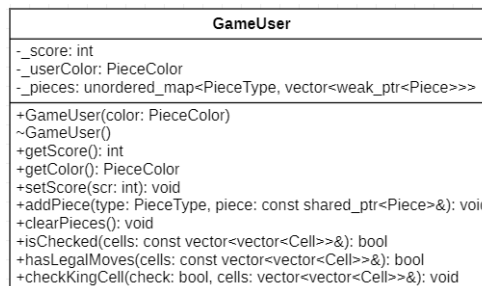 GameUser
-_score: int
-_userColor: PieceColor
-_pieces: unordered_map<PieceType, vector<weak_ptr<Piece>>>
+GameUser(color: PieceColor)
~GameUser()
+getScore(): int
+getColor(): PieceColor
+setScore(scr: int): void
+addPiece(type: PieceType, piece: const shared_ptr<Piece>&): void
+clearPieces(): void
+isChecked(cells: const vector<vector<Cell>>&): bool
+hasLegalMoves(cells: const vector<vector<Cell>>&): bool
+checkKingCell(check: bool, cells: vector<vector<Cell>>&): void